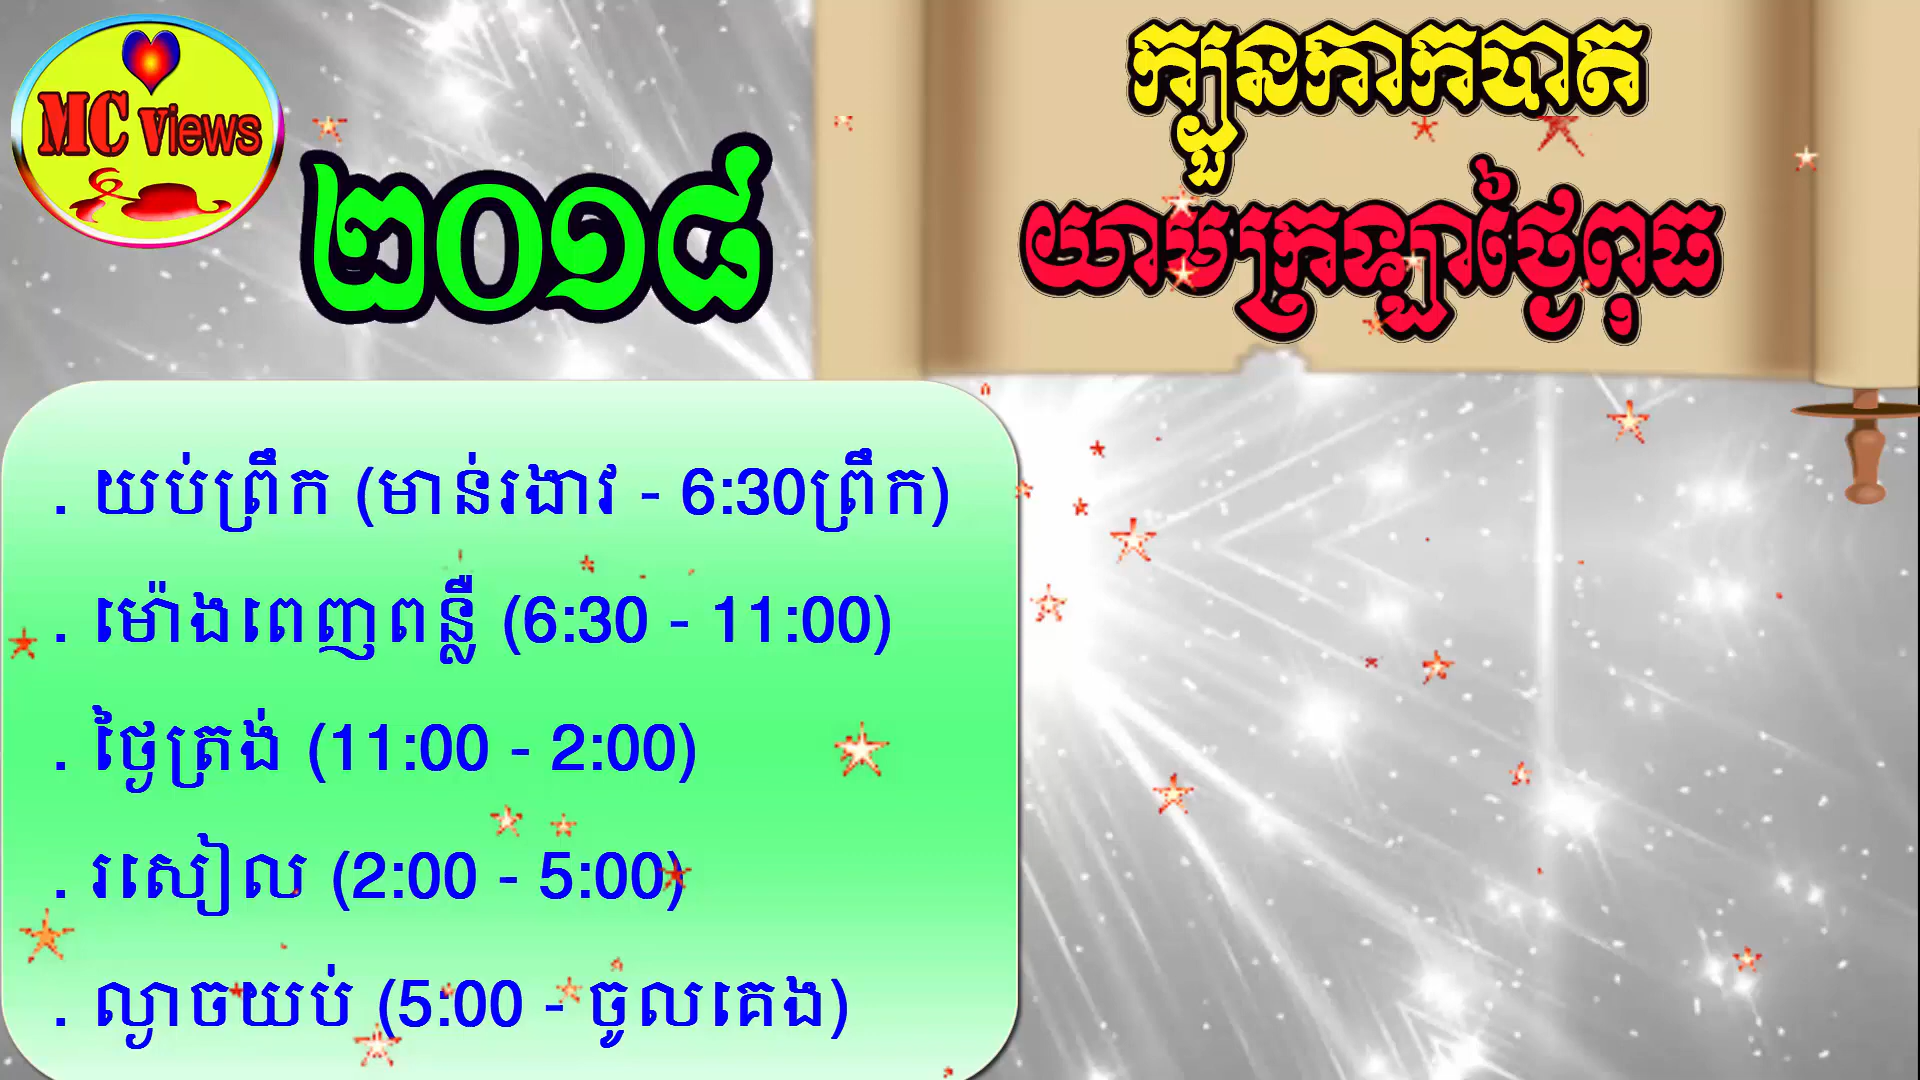 MC Views
២០១៨
ក្បួនកាកបាត
យាមក្រឡាថ្ងៃពុធ
. យប់ព្រឹក (មាន់រងាវ - 6:30ព្រឹក)
. ម៉ោងពេញពន្លឺ (6:30 - 11:00)
. ថ្ងៃត្រង់ (11:00 - 2:00)
. រសៀល (2:00 - 5:00)
. ល្ងាចយប់ (5:00 - ចូលគេង)